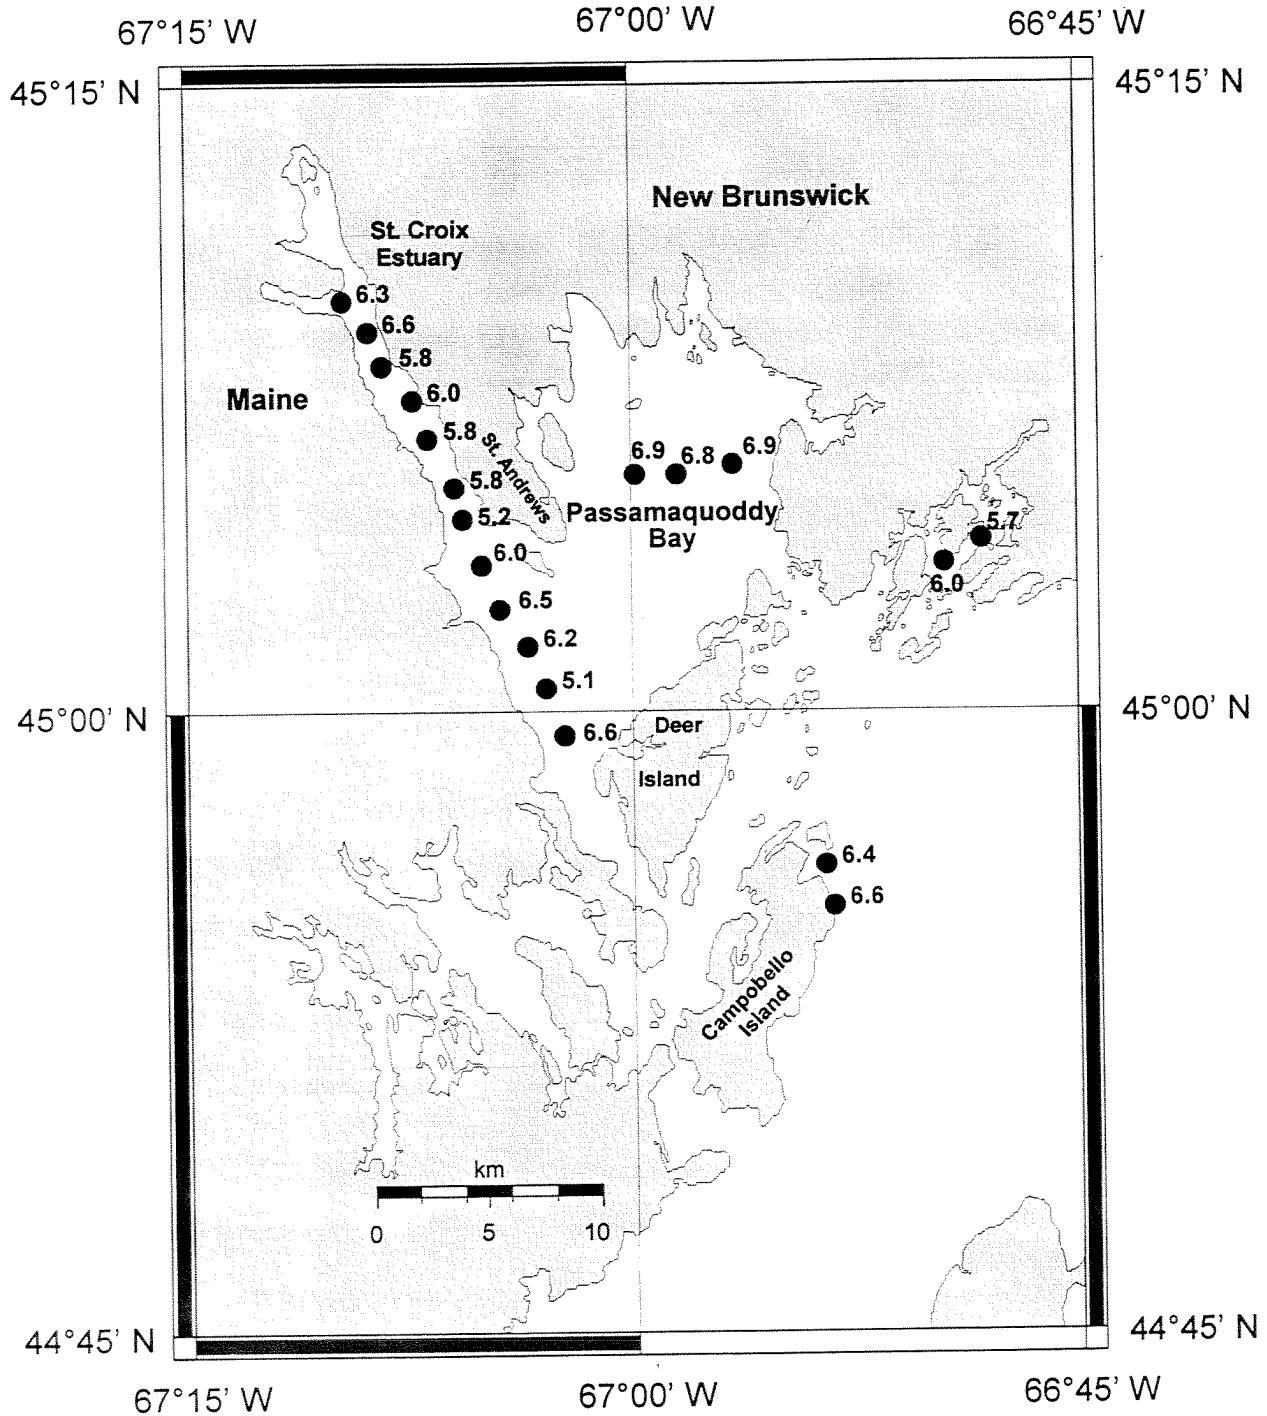 67°15' W
67°00' W
66°45' W
45°15' N
45°15' N
New Brunswick
St. Croix
Estuary
6.3
6.6
5.8
Maine
6.0
5.8
St. Andrews
6.9
6.8
6.9
5.8
5.2
Passamaquoddy
Bay
5.7
6.0
6.0
6.5
6.2
5.1
45°00' N
45°00' N
6.6
Deer
Island
6.4
6.6
Campobello
Island
km
0
5
10
44°45' N
44°45' N
67°15' W
67°00' W
66°45' W